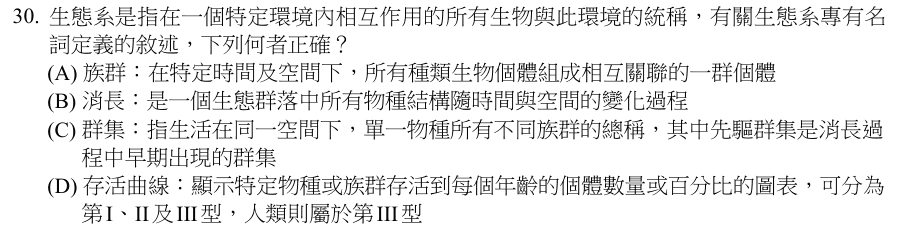 30. 生態系是指在一個特定環境內相互作用的所有生物與此環境的統稱，有關生態系專有名
詞定義的敘述，下列何者正確？
(A) 族群：在特定時間及空間下，所有種類生物個體組成相互關聯的一群個體
(B) 消長：是一個生態群落中所有物種結構隨時間與空間的變化過程
(C) 群集：指生活在同一空間下，單一物種所有不同族群的總稱，其中先驅群集是消長過
程中早期出現的群集
(D) 存活曲線：顯示特定物種或族群存活到每個年齡的個體數量或百分比的圖表，可分為
第I、II及III型，人類則屬於第III型